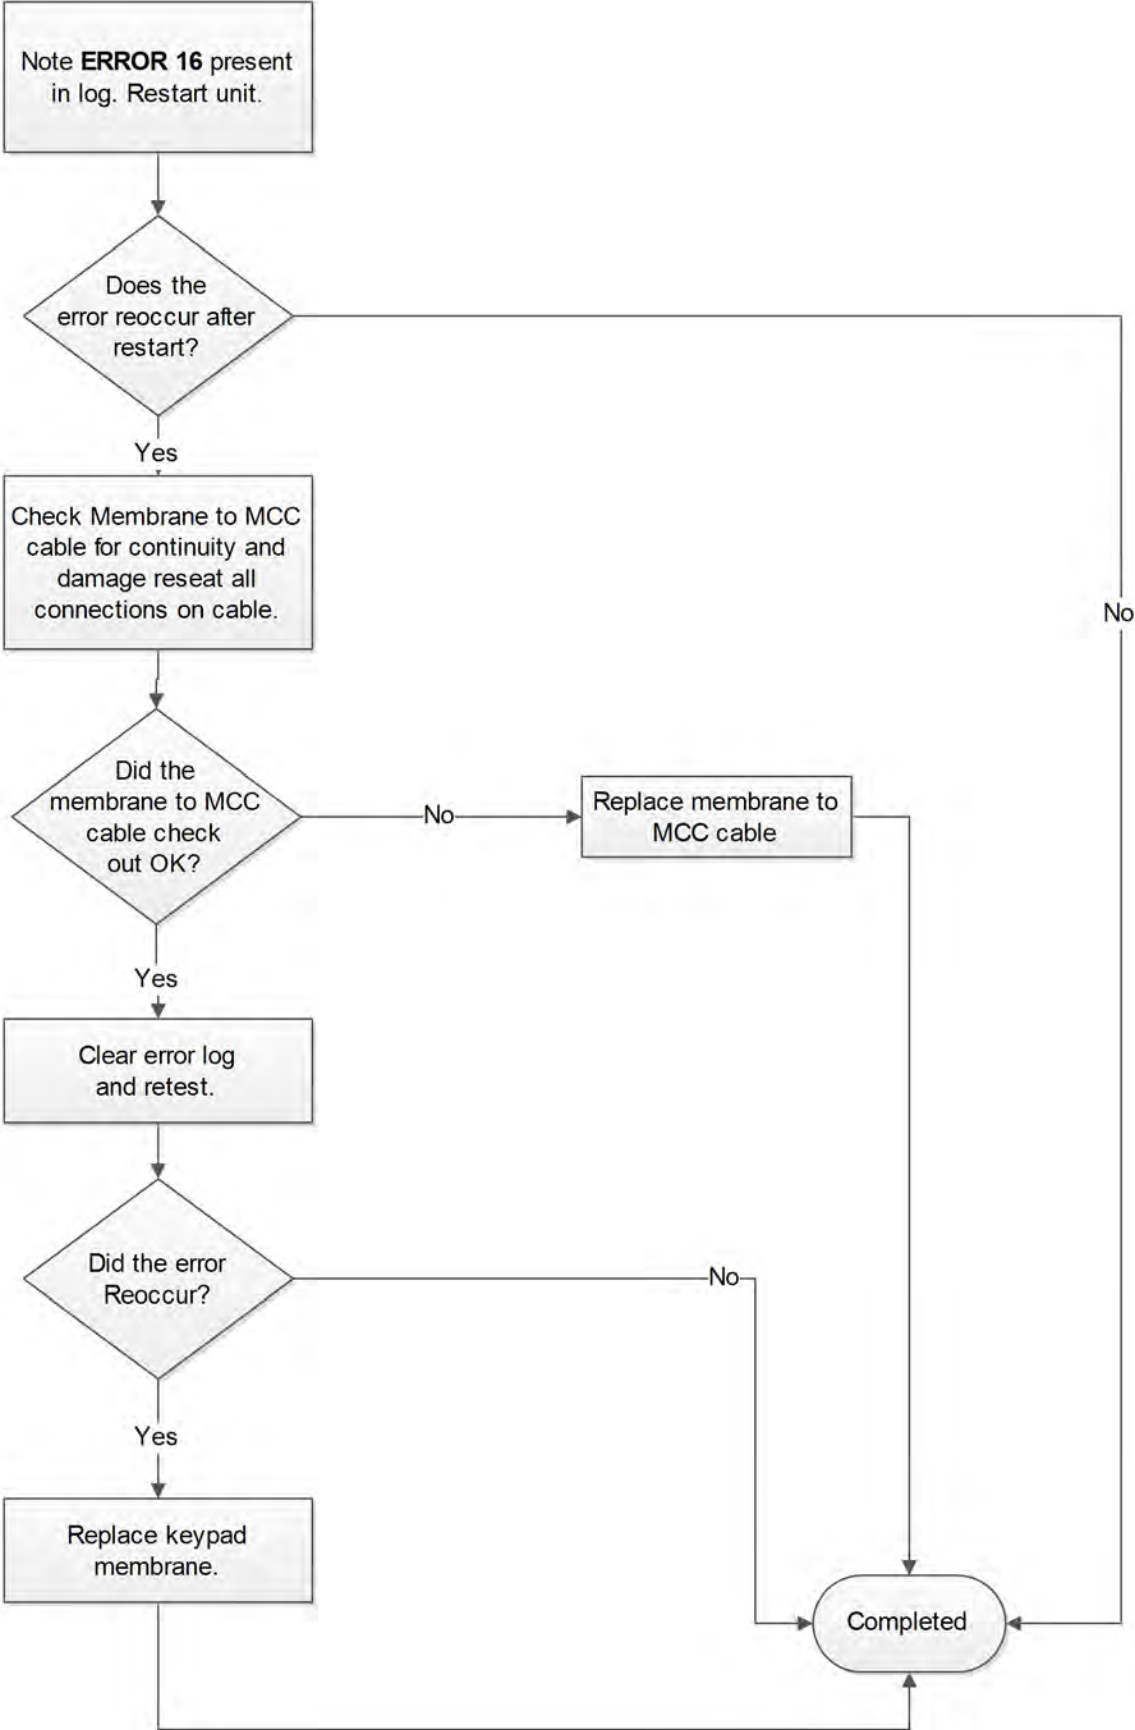 Note ERROR 16 present
in log. Restart unit.
Does the
error reoccur after
restart?
Yes
No
Check Membrane to MCC
cable for continuity and
damage reseat all
connections on cable.
Did the
membrane to MCC
cable check
out OK?
No
Replace membrane to
MCC cable
Yes
Clear error log
and retest.
Did the error
Reoccur?
No
Yes
Replace keypad
membrane.
Completed